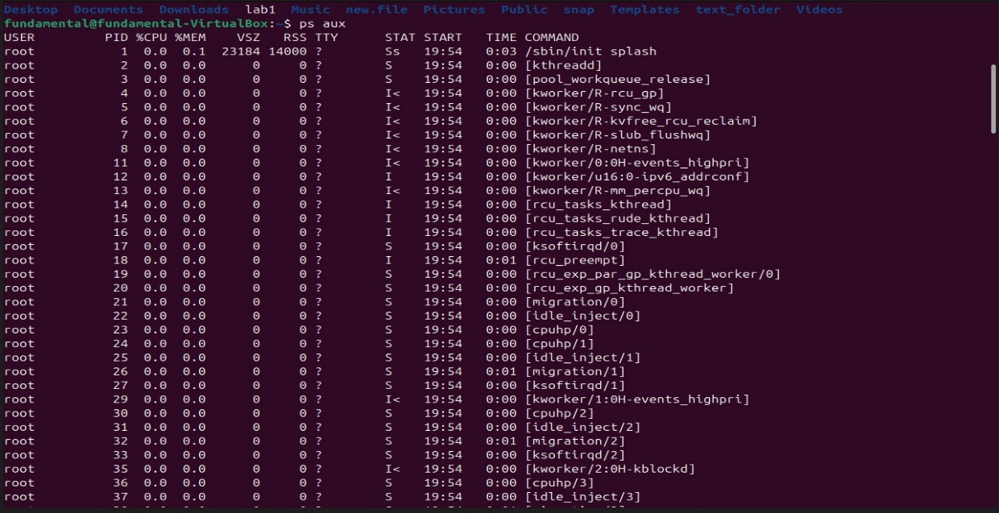 Desktop Documents Downloads lab1 Music new.file Pictures Public snap Templates text_folder Videos
fundamental@fundamental-VirtualBox:~$ ps aux
USER PID %CPU %MEM VSZ RSS TTY STAT START TIME COMMAND
root 1 0.0 0.1 23184 14000 ? Ss 19:54 0:03 /sbin/init splash
root 2 0.0 0.0 0 0 ? S 19:54 0:00 [kthreadd]
root 3 0.0 0.0 0 0 ? S 19:54 0:00 [pool_workqueue_release]
root 4 0.0 0.0 0 0 ? I< 19:54 0:00 [kworker/R-rcu_gp]
root 5 0.0 0.0 0 0 ? I< 19:54 0:00 [kworker/R-sync_wq]
root 6 0.0 0.0 0 0 ? I< 19:54 0:00 [kworker/R-kvfree_rcu_reclaim]
root 7 0.0 0.0 0 0 ? I< 19:54 0:00 [kworker/R-slub_flushwq]
root 8 0.0 0.0 0 0 ? I< 19:54 0:00 [kworker/R-netns]
root 11 0.0 0.0 0 0 ? I< 19:54 0:00 [kworker/0:0H-events_highpri]
root 12 0.0 0.0 0 0 ? I 19:54 0:00 [kworker/u16:0-ipv6_addrconf]
root 13 0.0 0.0 0 0 ? I< 19:54 0:00 [kworker/R-mm_percpu_wq]
root 14 0.0 0.0 0 0 ? I 19:54 0:00 [rcu_tasks_kthread]
root 15 0.0 0.0 0 0 ? I 19:54 0:00 [rcu_tasks_rude_kthread]
root 16 0.0 0.0 0 0 ? I 19:54 0:00 [rcu_tasks_trace_kthread]
root 17 0.0 0.0 0 0 ? S 19:54 0:00 [ksoftirqd/0]
root 18 0.0 0.0 0 0 ? I 19:54 0:01 [rcu_preempt]
root 19 0.0 0.0 0 0 ? S 19:54 0:00 [rcu_exp_par_gp_kthread_worker/0]
root 20 0.0 0.0 0 0 ? S 19:54 0:00 [rcu_exp_gp_kthread_worker]
root 21 0.0 0.0 0 0 ? S 19:54 0:00 [migration/0]
root 22 0.0 0.0 0 0 ? S 19:54 0:00 [idle_inject/0]
root 23 0.0 0.0 0 0 ? S 19:54 0:00 [cpuhp/0]
root 24 0.0 0.0 0 0 ? S 19:54 0:00 [cpuhp/1]
root 25 0.0 0.0 0 0 ? S 19:54 0:00 [idle_inject/1]
root 26 0.0 0.0 0 0 ? S 19:54 0:01 [migration/1]
root 27 0.0 0.0 0 0 ? S 19:54 0:00 [ksoftirqd/1]
root 29 0.0 0.0 0 0 ? I< 19:54 0:00 [kworker/1:0H-events_highpri]
root 30 0.0 0.0 0 0 ? S 19:54 0:00 [cpuhp/2]
root 31 0.0 0.0 0 0 ? S 19:54 0:00 [idle_inject/2]
root 32 0.0 0.0 0 0 ? S 19:54 0:01 [migration/2]
root 33 0.0 0.0 0 0 ? S 19:54 0:00 [ksoftirqd/2]
root 35 0.0 0.0 0 0 ? I< 19:54 0:00 [kworker/2:0H-kblockd]
root 36 0.0 0.0 0 0 ? S 19:54 0:00 [cpuhp/3]
root 37 0.0 0.0 0 0 ? S 19:54 0:00 [idle_inject/3]